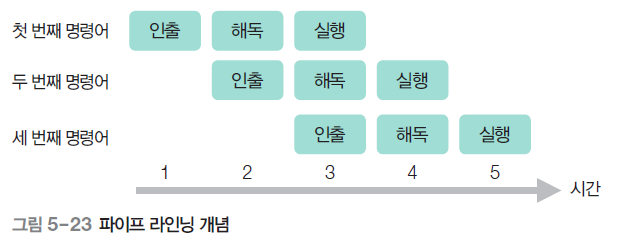 첫 번째 명령어 인출 해독 실행
두 번째 명령어 인출 해독 실행
세 번째 명령어 인출 해독 실행
1 2 3 4 5
시간
그림 5-23 파이프 라인닝 개념